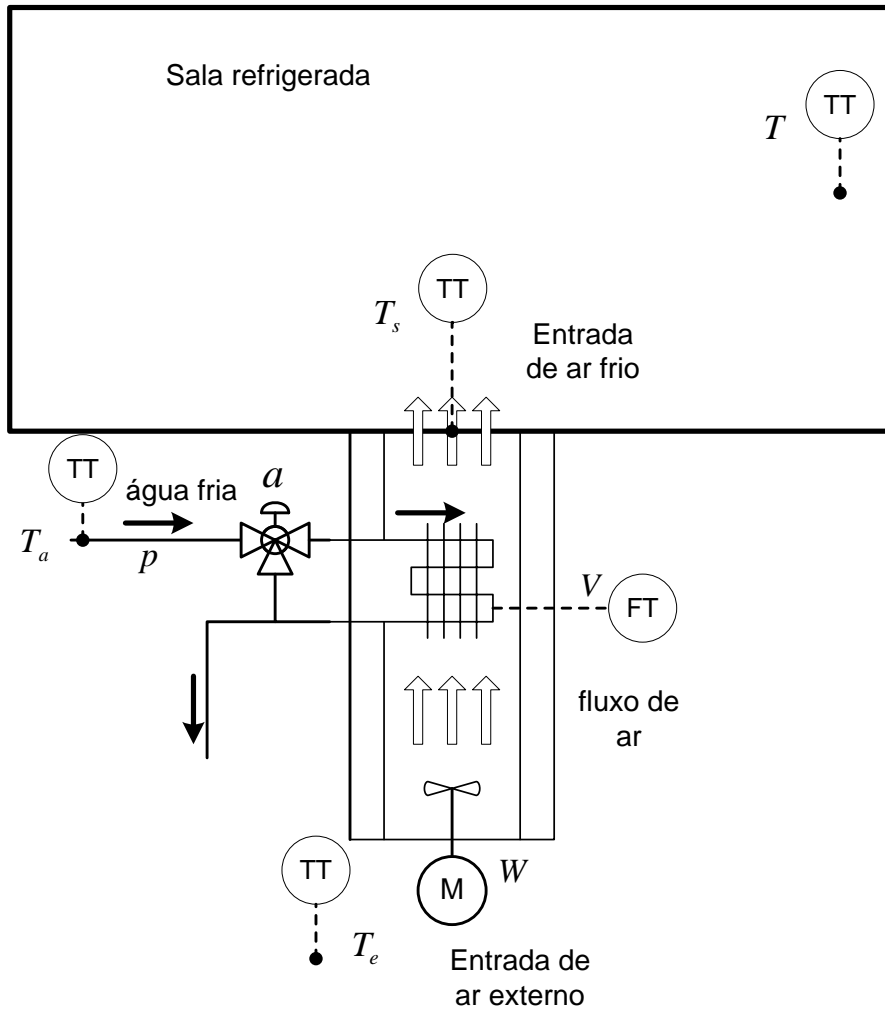 Sala refrigerada
TT
T
TT
T_s
Entrada
de ar frio
TT
água fria
a
T_a
p
V
FT
fluxo de
ar
TT
M
W
T_e
Entrada de
ar externo